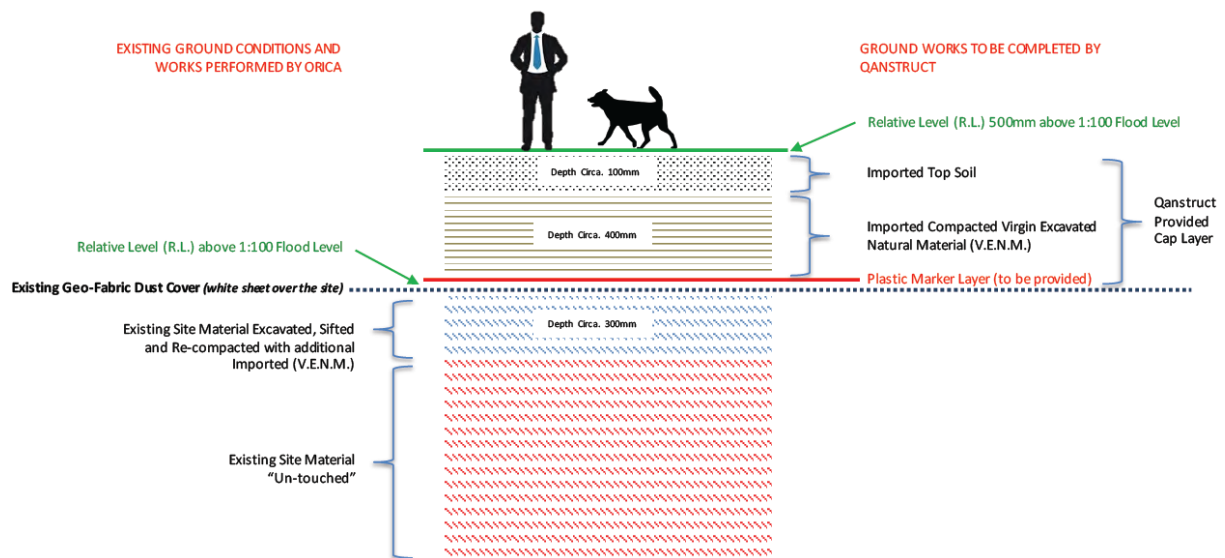 EXISTING GROUND CONDITIONS AND
WORKS PERFORMED BY ORICA
GROUND WORKS TO BE COMPLETED BY
QANSTRUCT
Relative Level (R.L.) 500mm above 1:100 Flood Level
Depth Circa. 100mm
Imported Top Soil
Qanstruct
Provided
Cap Layer
Depth Circa. 400mm
Imported Compacted Virgin Excavated
Natural Material (V.E.N.M.)
Relative Level (R.L.) above 1:100 Flood Level
Plastic Marker Layer (to be provided)
Existing Geo-Fabric Dust Cover (white sheet over the site)
Depth Circa. 300mm
Existing Site Material Excavated, Sifted
and Re-compacted with additional
Imported (V.E.N.M.)
Existing Site Material
“Un-touched”